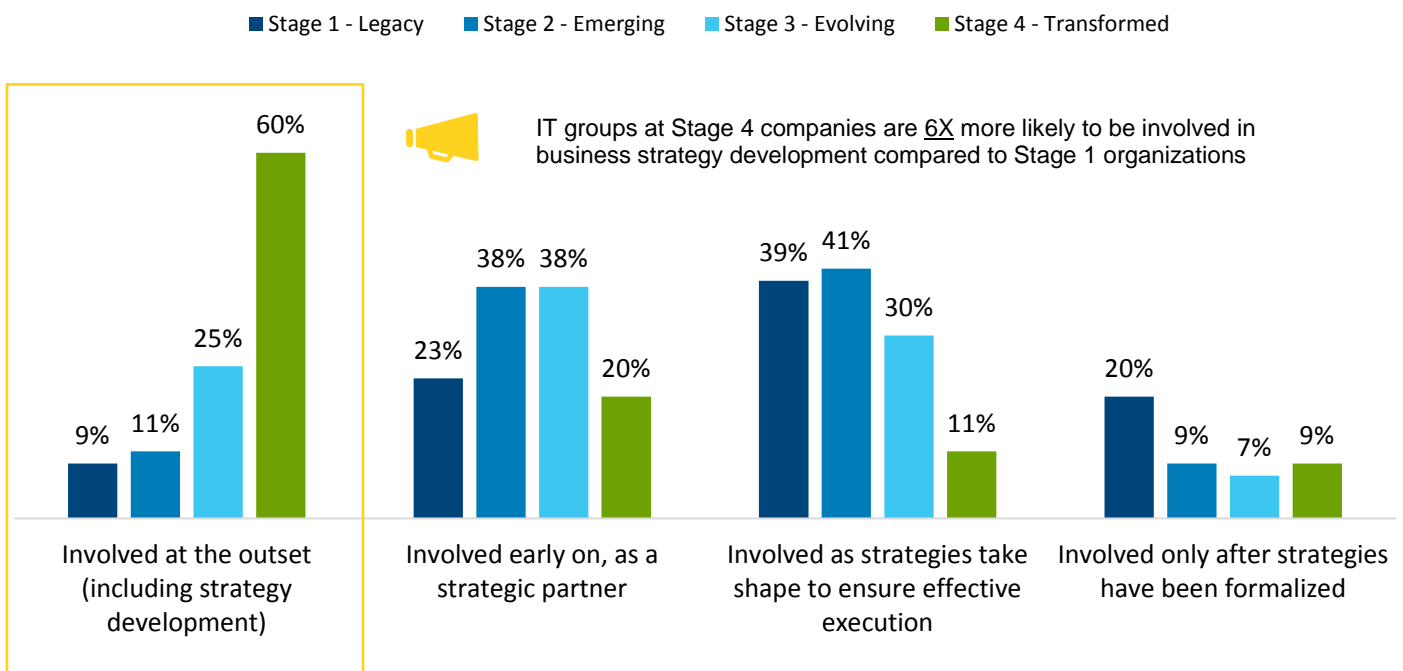 Stage 1 - Legacy Stage 2 - Emerging Stage 3 - Evolving Stage 4 - Transformed
IT groups at Stage 4 companies are 6X more likely to be involved in
business strategy development compared to Stage 1 organizations
9% 11% 25% 60%
23% 38% 38% 20%
39% 41% 30% 11%
20% 9% 7% 9%
Involved at the outset
(including strategy
development)
Involved early on, as a
strategic partner
Involved as strategies take
shape to ensure effective
execution
Involved only after strategies
have been formalized